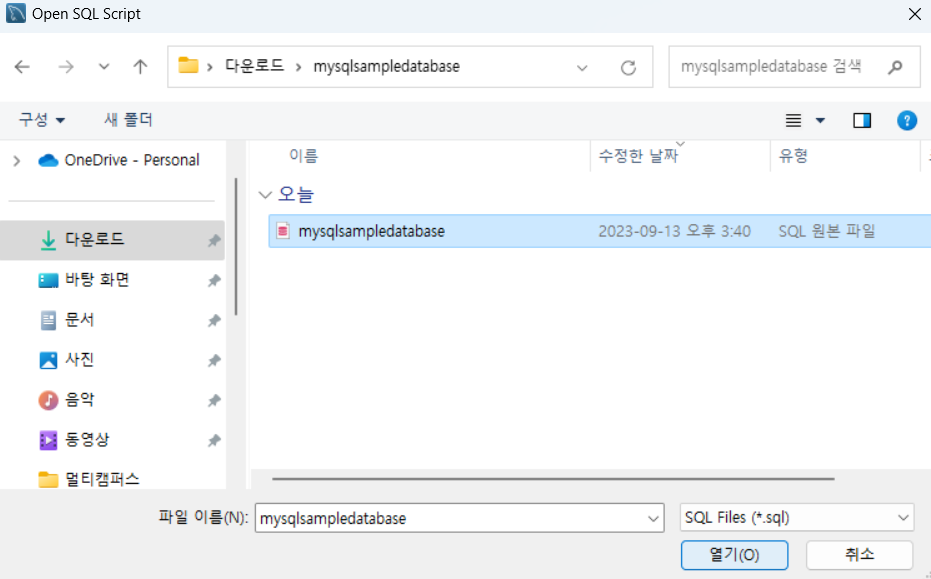 Open SQL Script
다운로드 mysqlsampledatabase
mysqlsampledatabase 검색
구성
새 폴더
?
OneDrive - Personal
이름
수정한 날짜
유형
오늘
mysqlsampledatabase
2023-09-13 오후 3:40
SQL 원본 파일
다운로드
바탕 화면
문서
사진
음악
동영상
멀티캠퍼스
파일 이름(N):
mysqlsampledatabase
SQL Files (*.sql)
열기(O)
취소